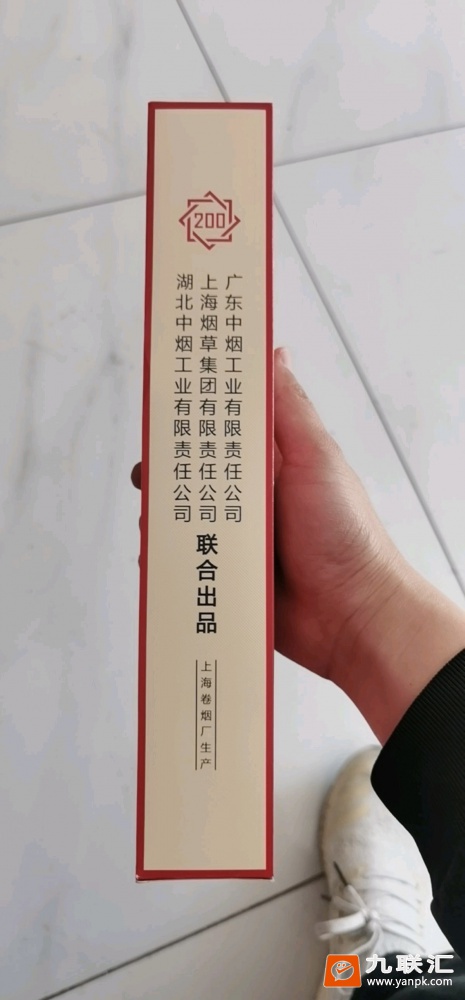 200
广东中烟工业有限责任公司
上海烟草集团有限责任公司
湖北中烟工业有限责任公司
联合出品
上海卷烟厂生产
九联汇
www.yanpk.com